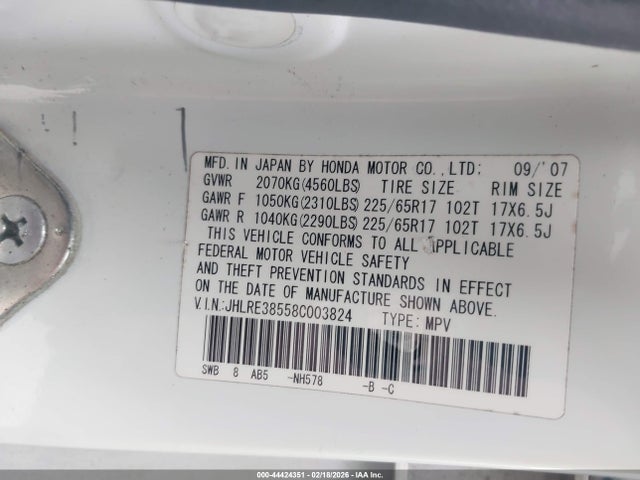 MFD. IN JAPAN BY HONDA MOTOR CO., LTD; 09/'07
GVWR 2070KG(4560LBS) TIRE SIZE RIM SIZE
GAWR F 1050KG(2310LBS) 225/65R17 102T 17X6.5J
GAWR R 1040KG(2290LBS) 225/65R17 102T 17X6.5J
THIS VEHICLE CONFORMS TO ALL APPLICABLE
FEDERAL MOTOR VEHICLE SAFETY
AND THEFT PREVENTION STANDARDS IN EFFECT
ON THE DATE OF MANUFACTURE SHOWN ABOVE.
V.I.N.:JHLRE38558C003824 TYPE: MPV
SWB 8 AB5 -NH578 -B -C
000-44424351 - 02/18/2026 - IAA Inc.